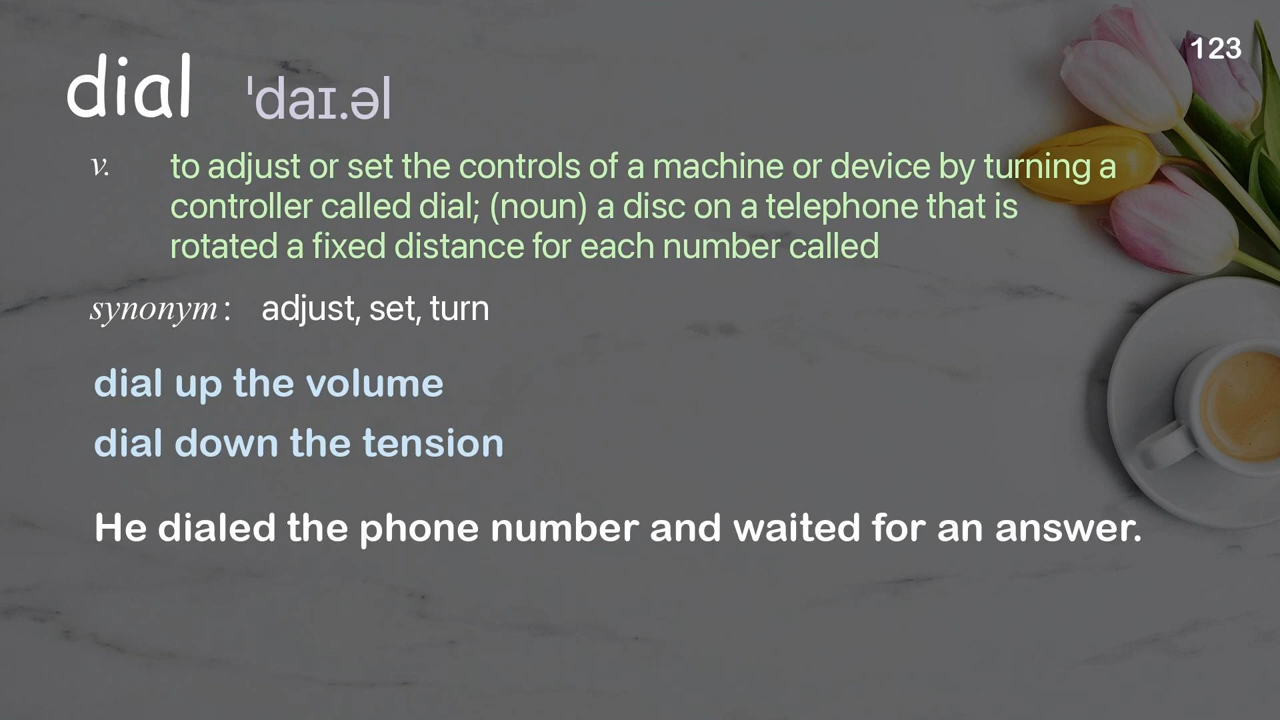 123
dial ˈdaɪ.əl
v. to adjust or set the controls of a machine or device by turning a
controller called dial; (noun) a disc on a telephone that is
rotated a fixed distance for each number called
synonym: adjust, set, turn
dial up the volume
dial down the tension
He dialed the phone number and waited for an answer.